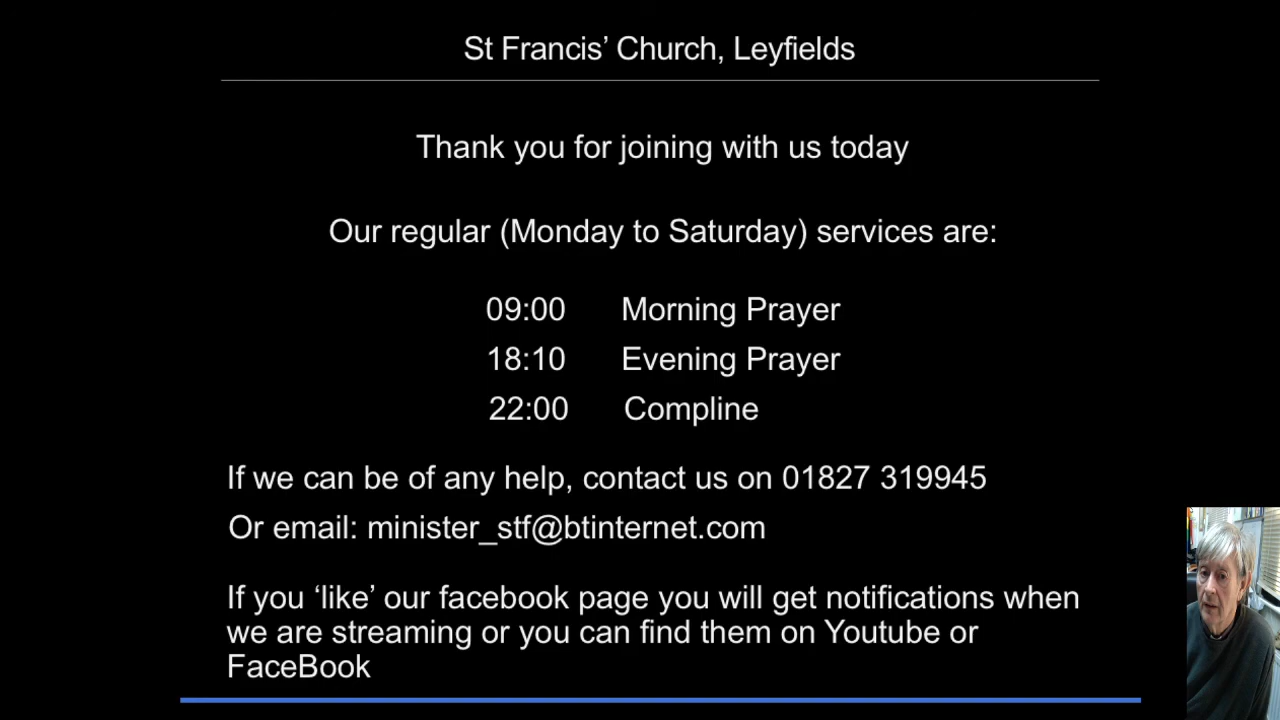 St Francis’ Church, Leyfields
Thank you for joining with us today
Our regular (Monday to Saturday) services are:
09:00 Morning Prayer
18:10 Evening Prayer
22:00 Compline
If we can be of any help, contact us on 01827 319945
Or email: minister_stf@btinternet.com
If you ‘like’ our facebook page you will get notifications when
we are streaming or you can find them on Youtube or
FaceBook